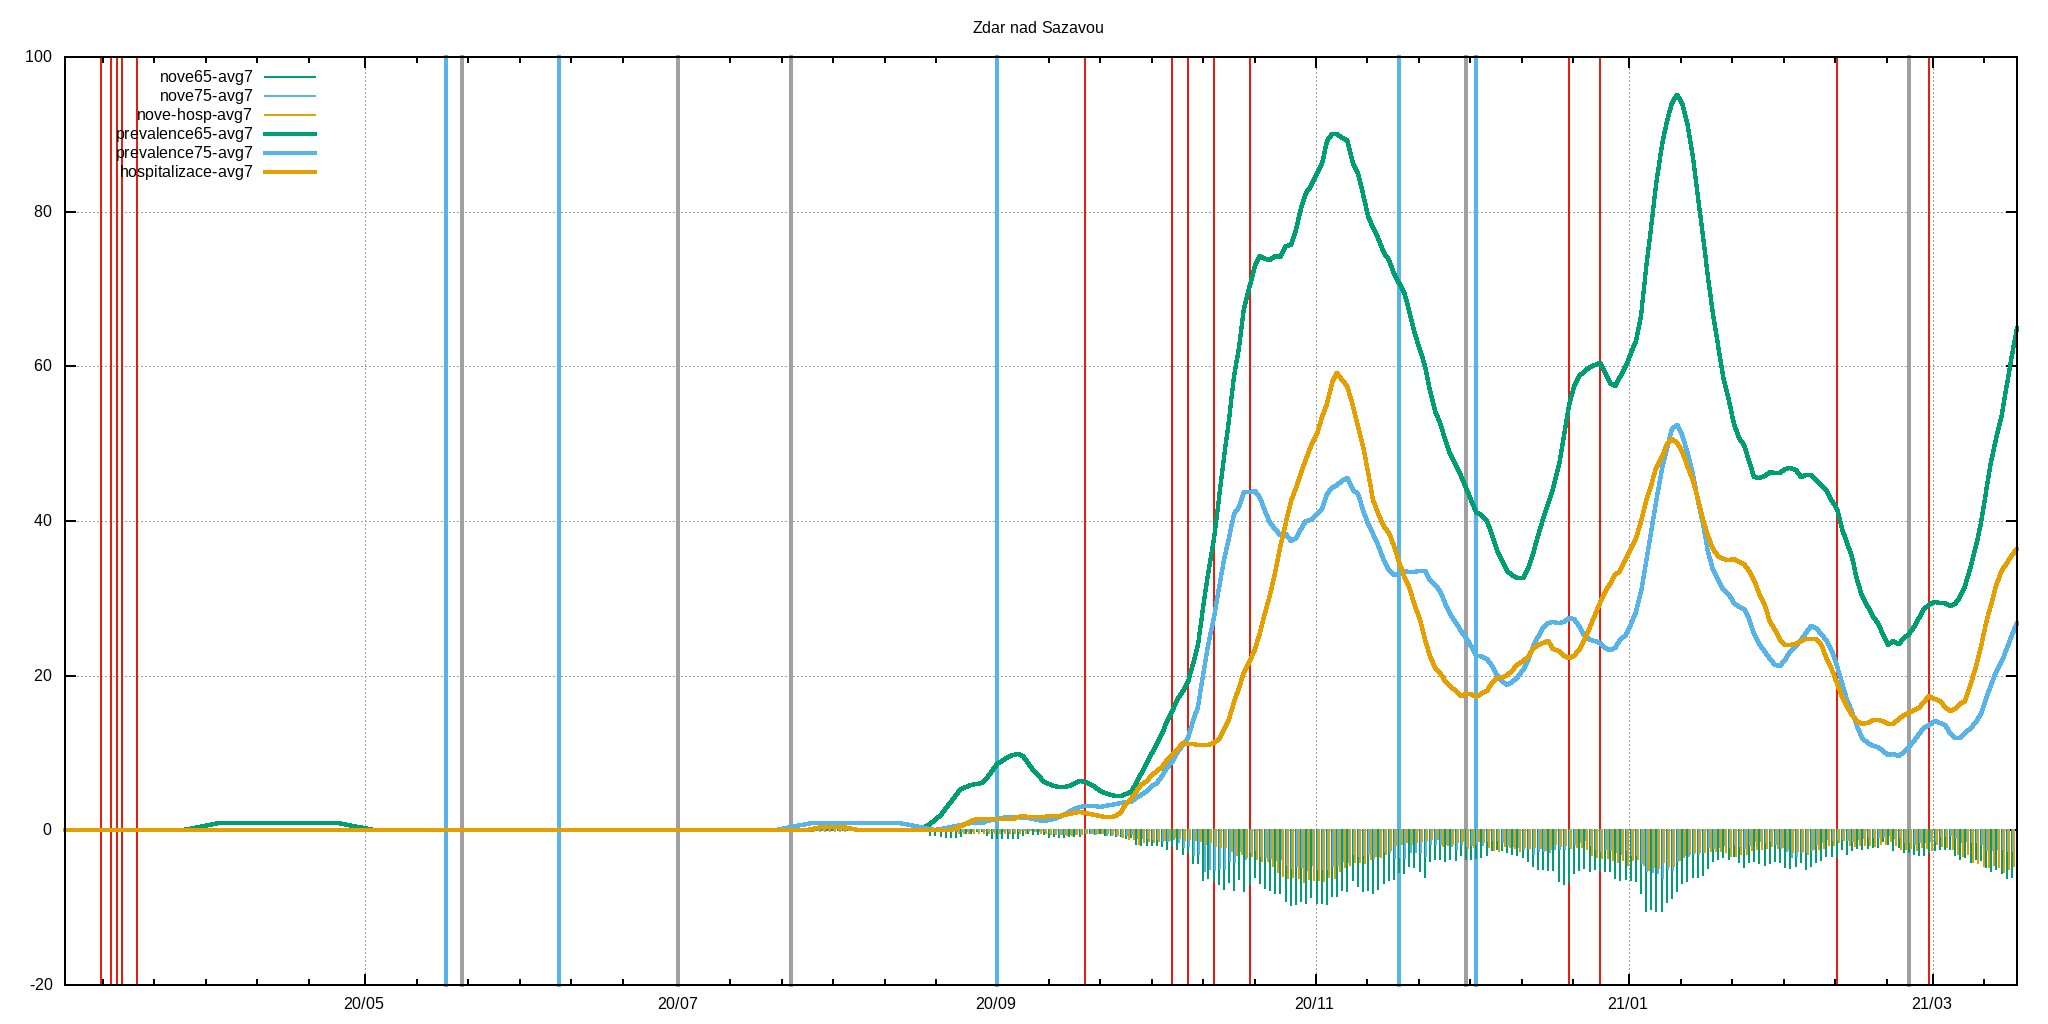 Zdar nad Sazavou
100
nove65-avg7
nove75-avg7
nove-hosp-avg7
prevalence65-avg7
prevalence75-avg7
hospitalizace-avg7
80
60
40
20
0
-20
20/05 20/07 20/09 20/11 21/01 21/03